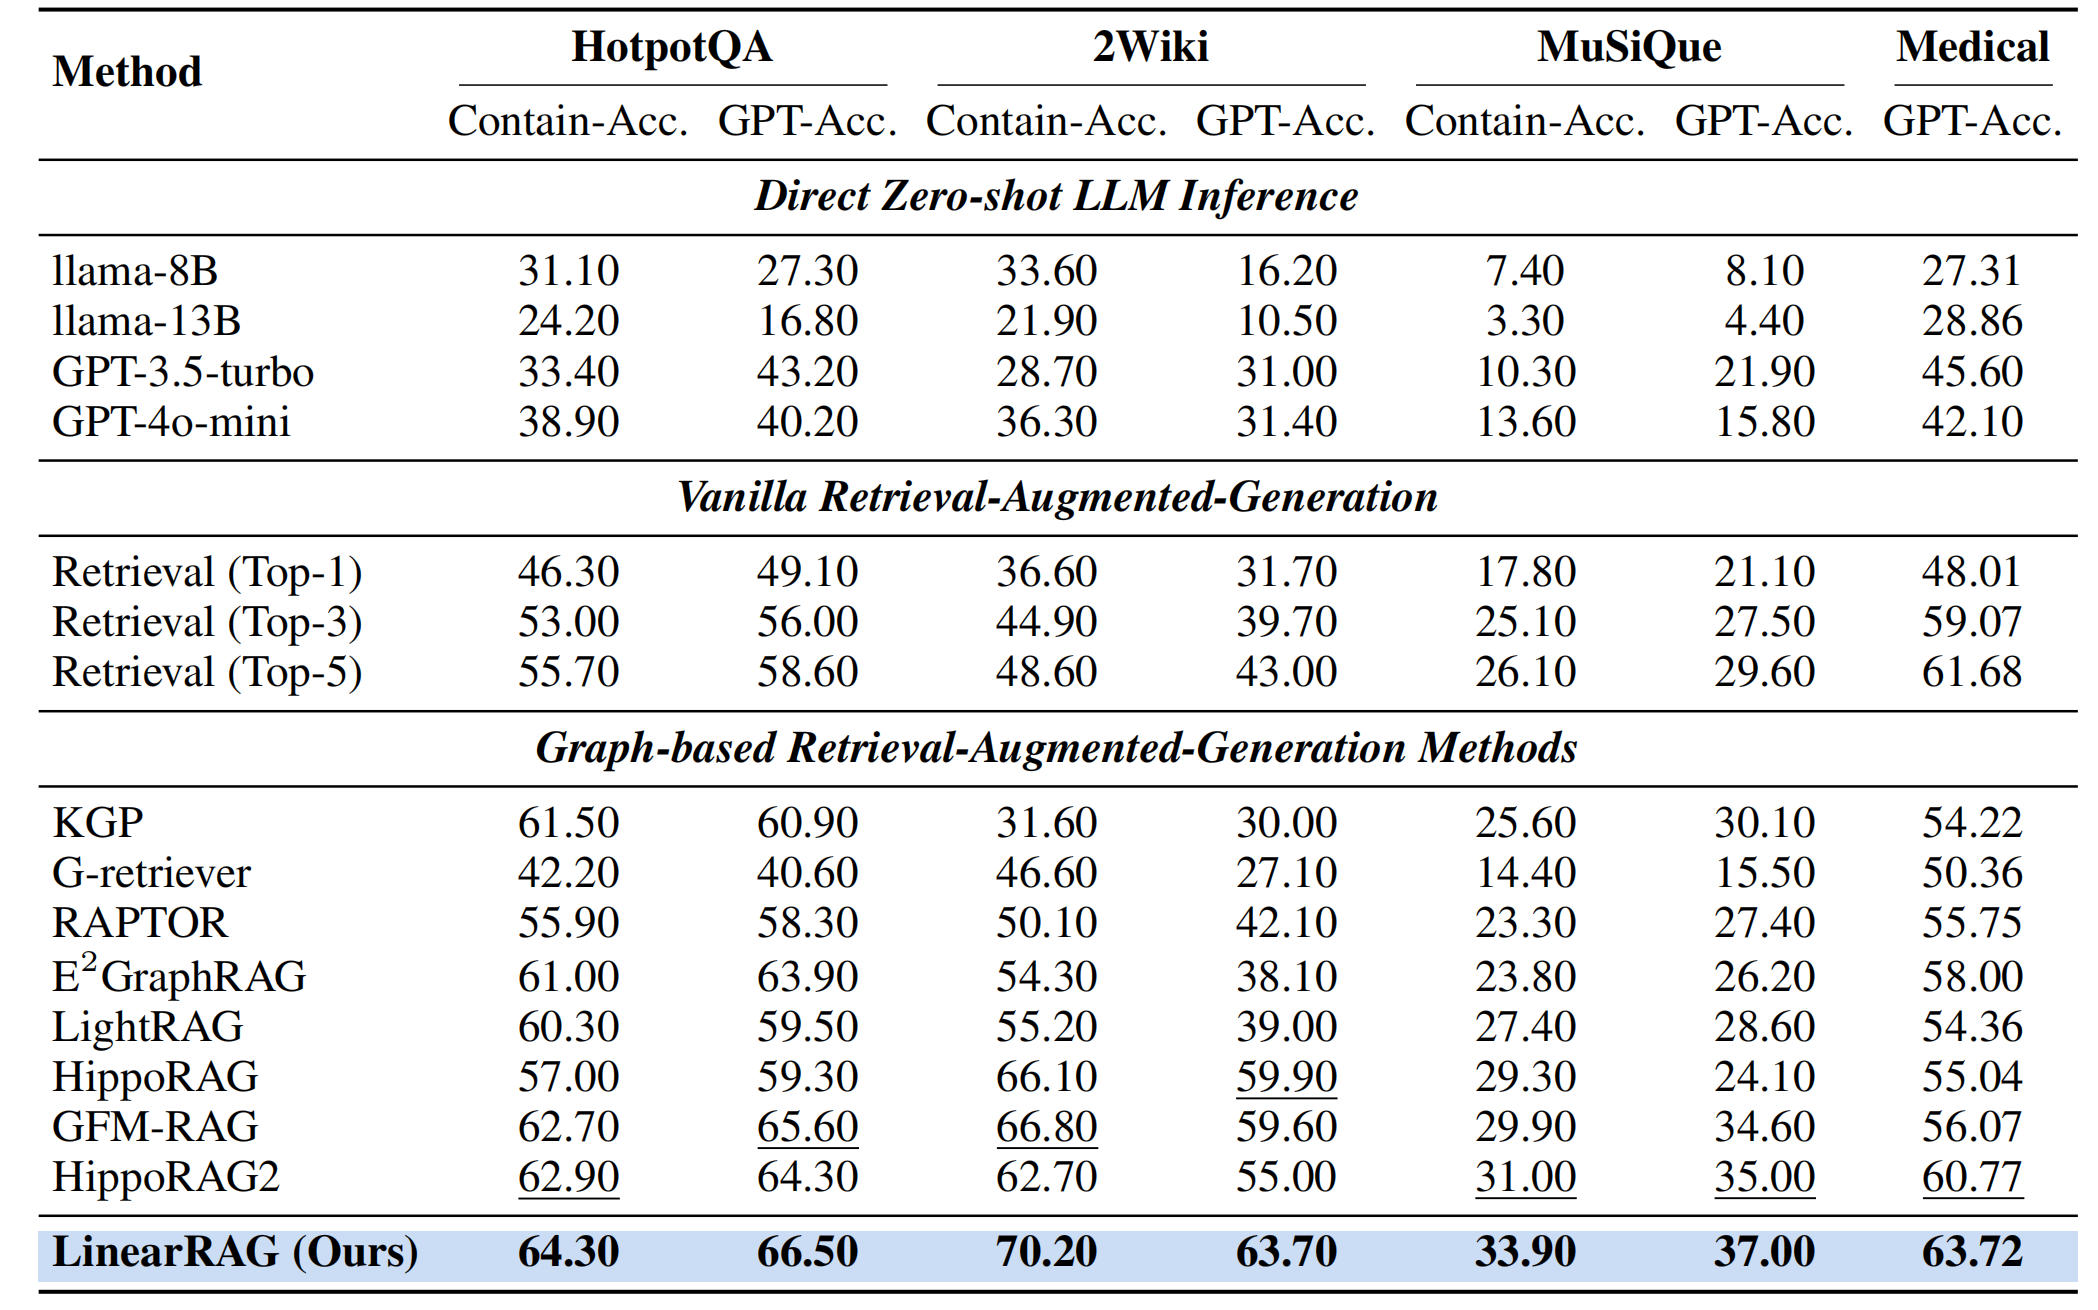 Method HotpotQA 2Wiki MuSiQue Medical
Contain-Acc. GPT-Acc. Contain-Acc. GPT-Acc. Contain-Acc. GPT-Acc. GPT-Acc.
Direct Zero-shot LLM Inference
llama-8B 31.10 27.30 33.60 16.20 7.40 8.10 27.31
llama-13B 24.20 16.80 21.90 10.50 3.30 4.40 28.86
GPT-3.5-turbo 33.40 43.20 28.70 31.00 10.30 21.90 45.60
GPT-4o-mini 38.90 40.20 36.30 31.40 13.60 15.80 42.10
Vanilla Retrieval-Augmented-Generation
Retrieval (Top-1) 46.30 49.10 36.60 31.70 17.80 21.10 48.01
Retrieval (Top-3) 53.00 56.00 44.90 39.70 25.10 27.50 59.07
Retrieval (Top-5) 55.70 58.60 48.60 43.00 26.10 29.60 61.68
Graph-based Retrieval-Augmented-Generation Methods
KGP 61.50 60.90 31.60 30.00 25.60 30.10 54.22
G-retriever 42.20 40.60 46.60 27.10 14.40 15.50 50.36
RAPTOR 55.90 58.30 50.10 42.10 23.30 27.40 55.75
E²GraphRAG 61.00 63.90 54.30 38.10 23.80 26.20 58.00
LightRAG 60.30 59.50 55.20 39.00 27.40 28.60 54.36
HippoRAG 57.00 59.30 66.10 59.90 29.30 24.10 55.04
GFM-RAG 62.70 65.60 66.80 59.60 29.90 34.60 56.07
HippoRAG2 62.90 64.30 62.70 55.00 31.00 35.00 60.77
LinearRAG (Ours) 64.30 66.50 70.20 63.70 33.90 37.00 63.72